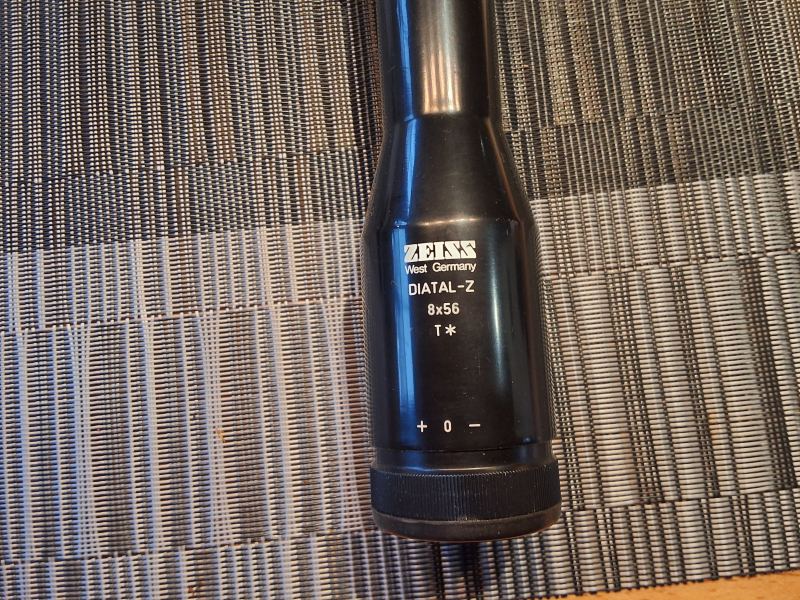 ZEISS
West Germany
DIATAL-Z
8x56
T*
+ 0 -